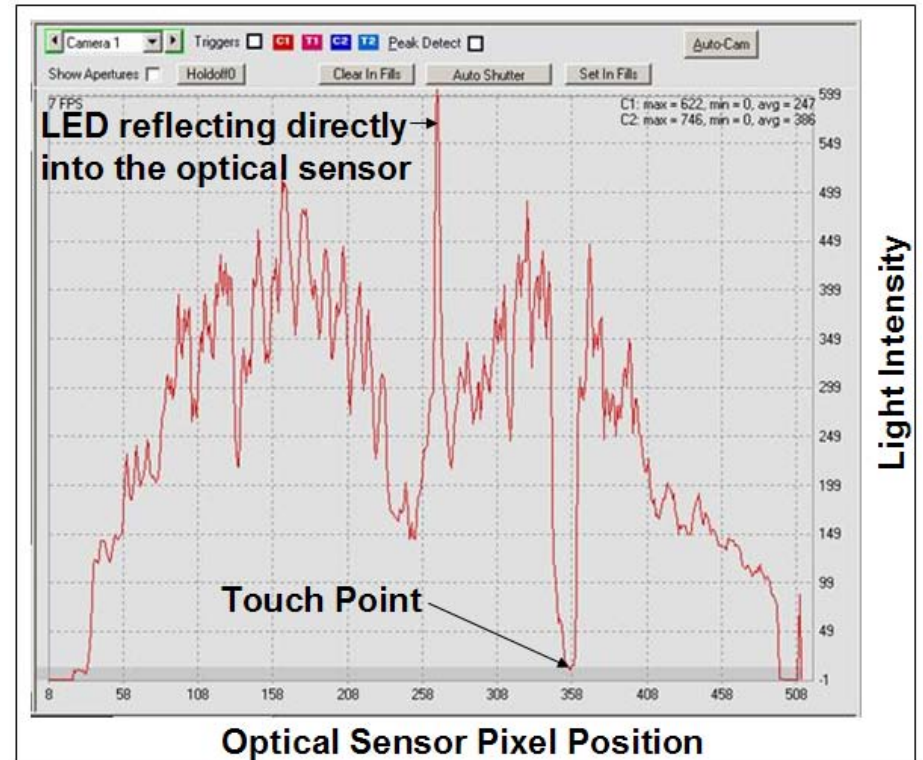 Camera 1 Triggers C1 T1 C2 T2 Peak Detect Auto-Cam
Show Apertures Holdoff0 Clear In Fills Auto Shutter Set In Fills
7 FPS
C1: max = 622, min = 0, avg = 247
C2: max = 746, min = 0, avg = 386
LED reflecting directly
into the optical sensor
599
549
499
449
399
349
299
249
199
149
99
49
-1
Light Intensity
Touch Point
8 58 108 158 208 258 308 358 408 458 508
Optical Sensor Pixel Position